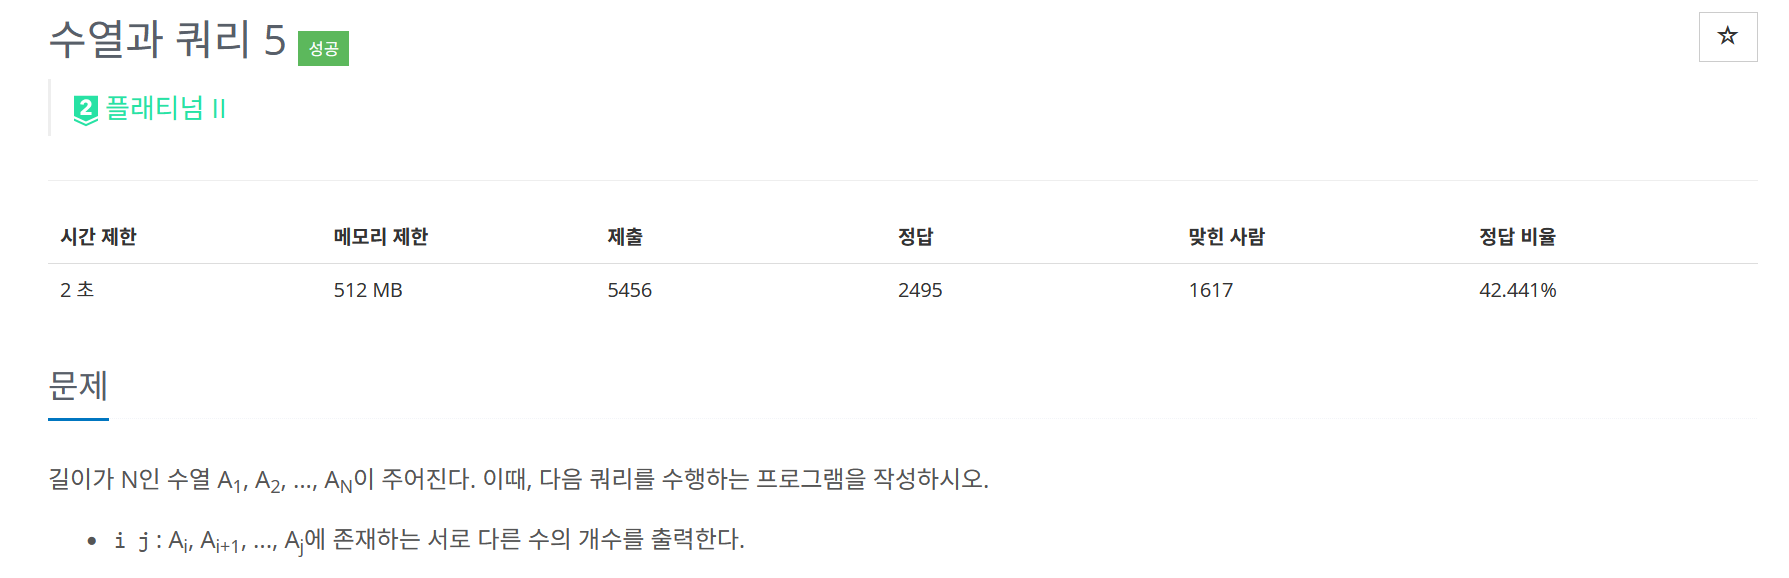 수열과 쿼리 5 성공
☆
2 플래티넘 II
시간 제한 메모리 제한 제출 정답 맞힌 사람 정답 비율
2 초 512 MB 5456 2495 1617 42.441%
문제
길이가 N인 수열 A1, A2, ..., AN이 주어진다. 이때, 다음 쿼리를 수행하는 프로그램을 작성하시오.
• i j: Ai, Ai+1, ..., Aj에 존재하는 서로 다른 수의 개수를 출력한다.